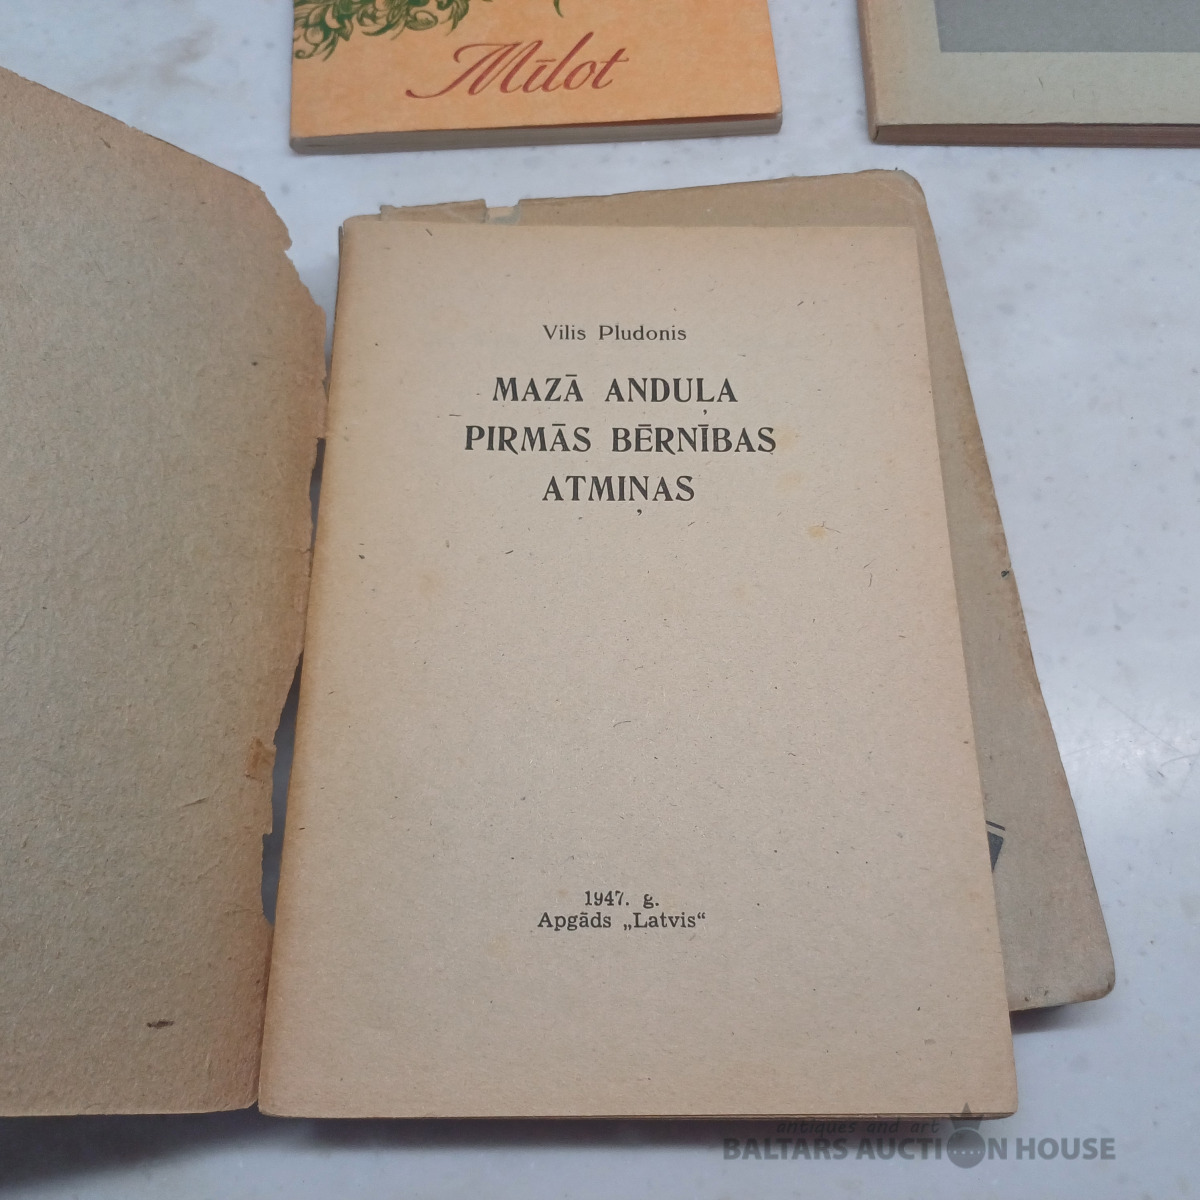 Mīlot
Vilis Pludonis
MAZĀ ANDUĻA
PIRMĀS BĒRNĪBAS
ATMIŅAS
1947. g.
Apgāds „Latvis“
antiques and art
BALTARS AUCTION HOUSE